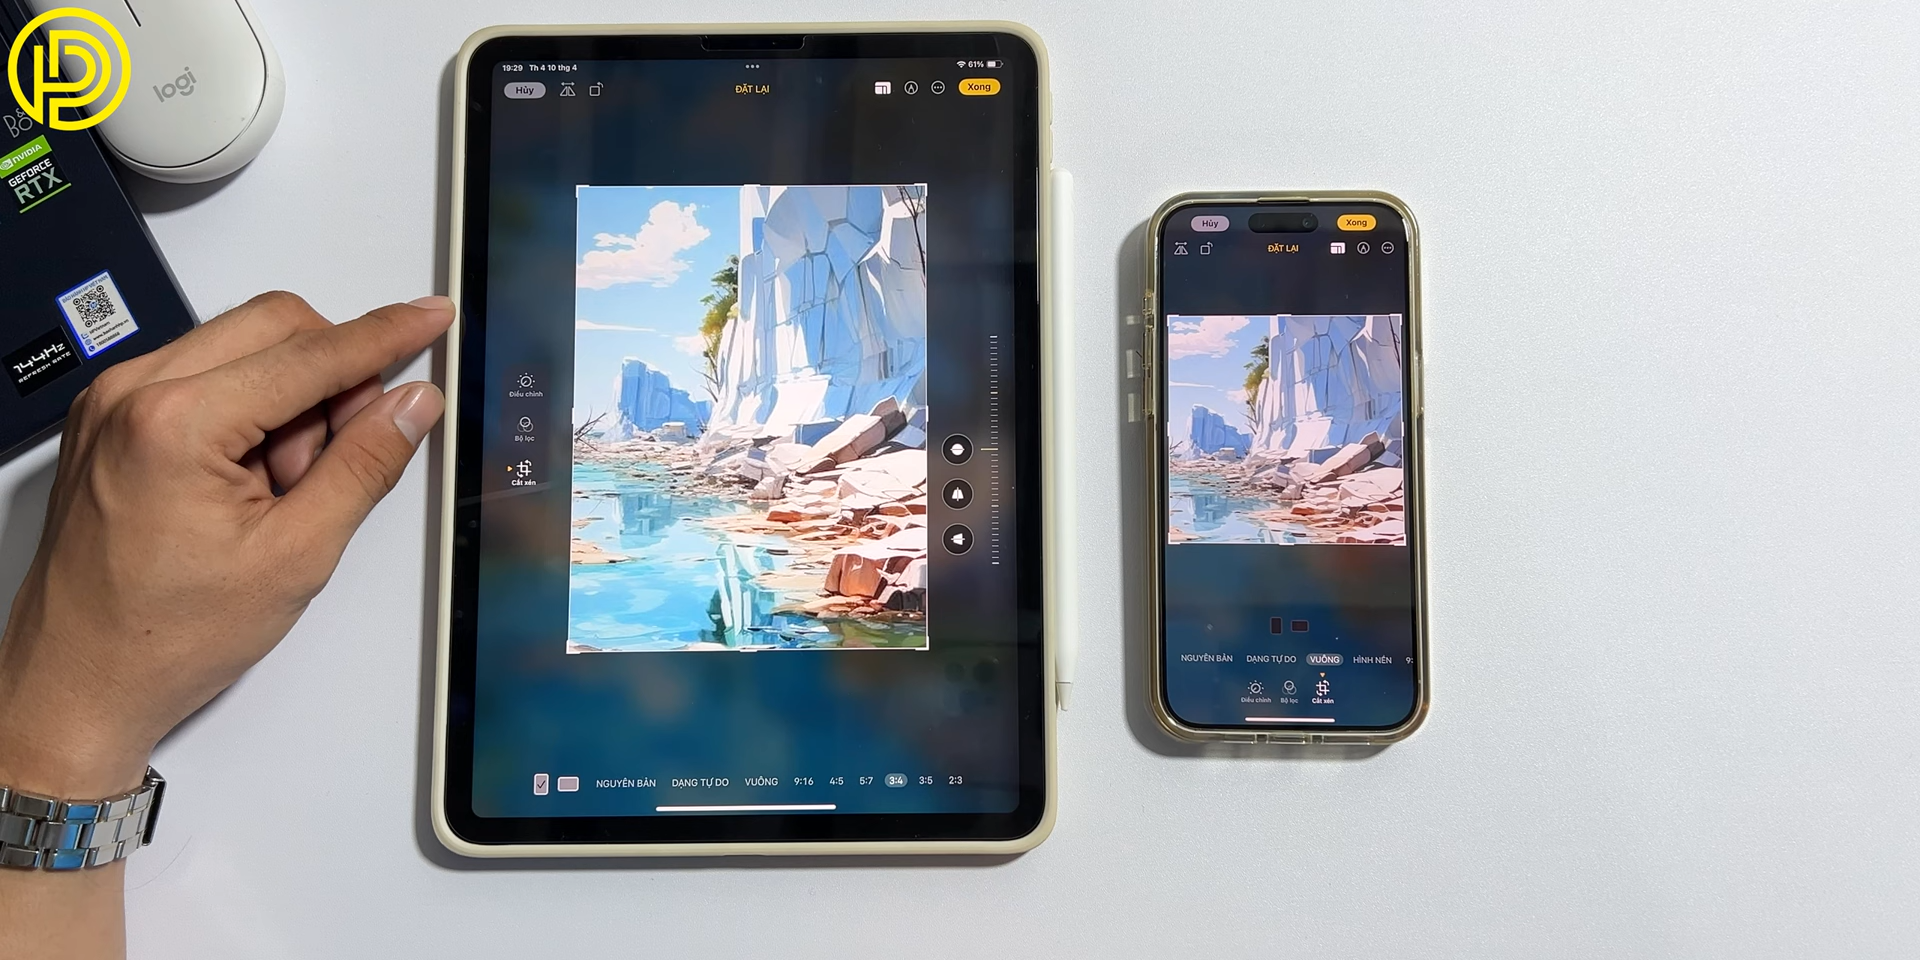 logi
B&O
NVIDIA
GEFORCE
RTX
144Hz
REFRESH RATE
19:29 Th 4 10 thg 4
61%
Hủy
ĐẶT LẠI
Xong
Điều chỉnh
Bộ lọc
Cắt xén
NGUYÊN BẢN DẠNG TỰ DO VUÔNG 9:16 4:5 5:7 3:4 3:5 2:3
Hủy
Xong
ĐẶT LẠI
NGUYÊN BẢN DẠNG TỰ DO VUÔNG HÌNH NỀN 9:
Điều chỉnh Bộ lọc Cắt xén